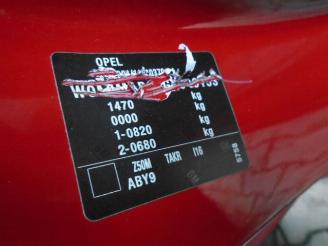 OPEL
1470 kg
0000 kg
1-0820 kg
2-0680 kg
Z50M TAKR I16
ABY9